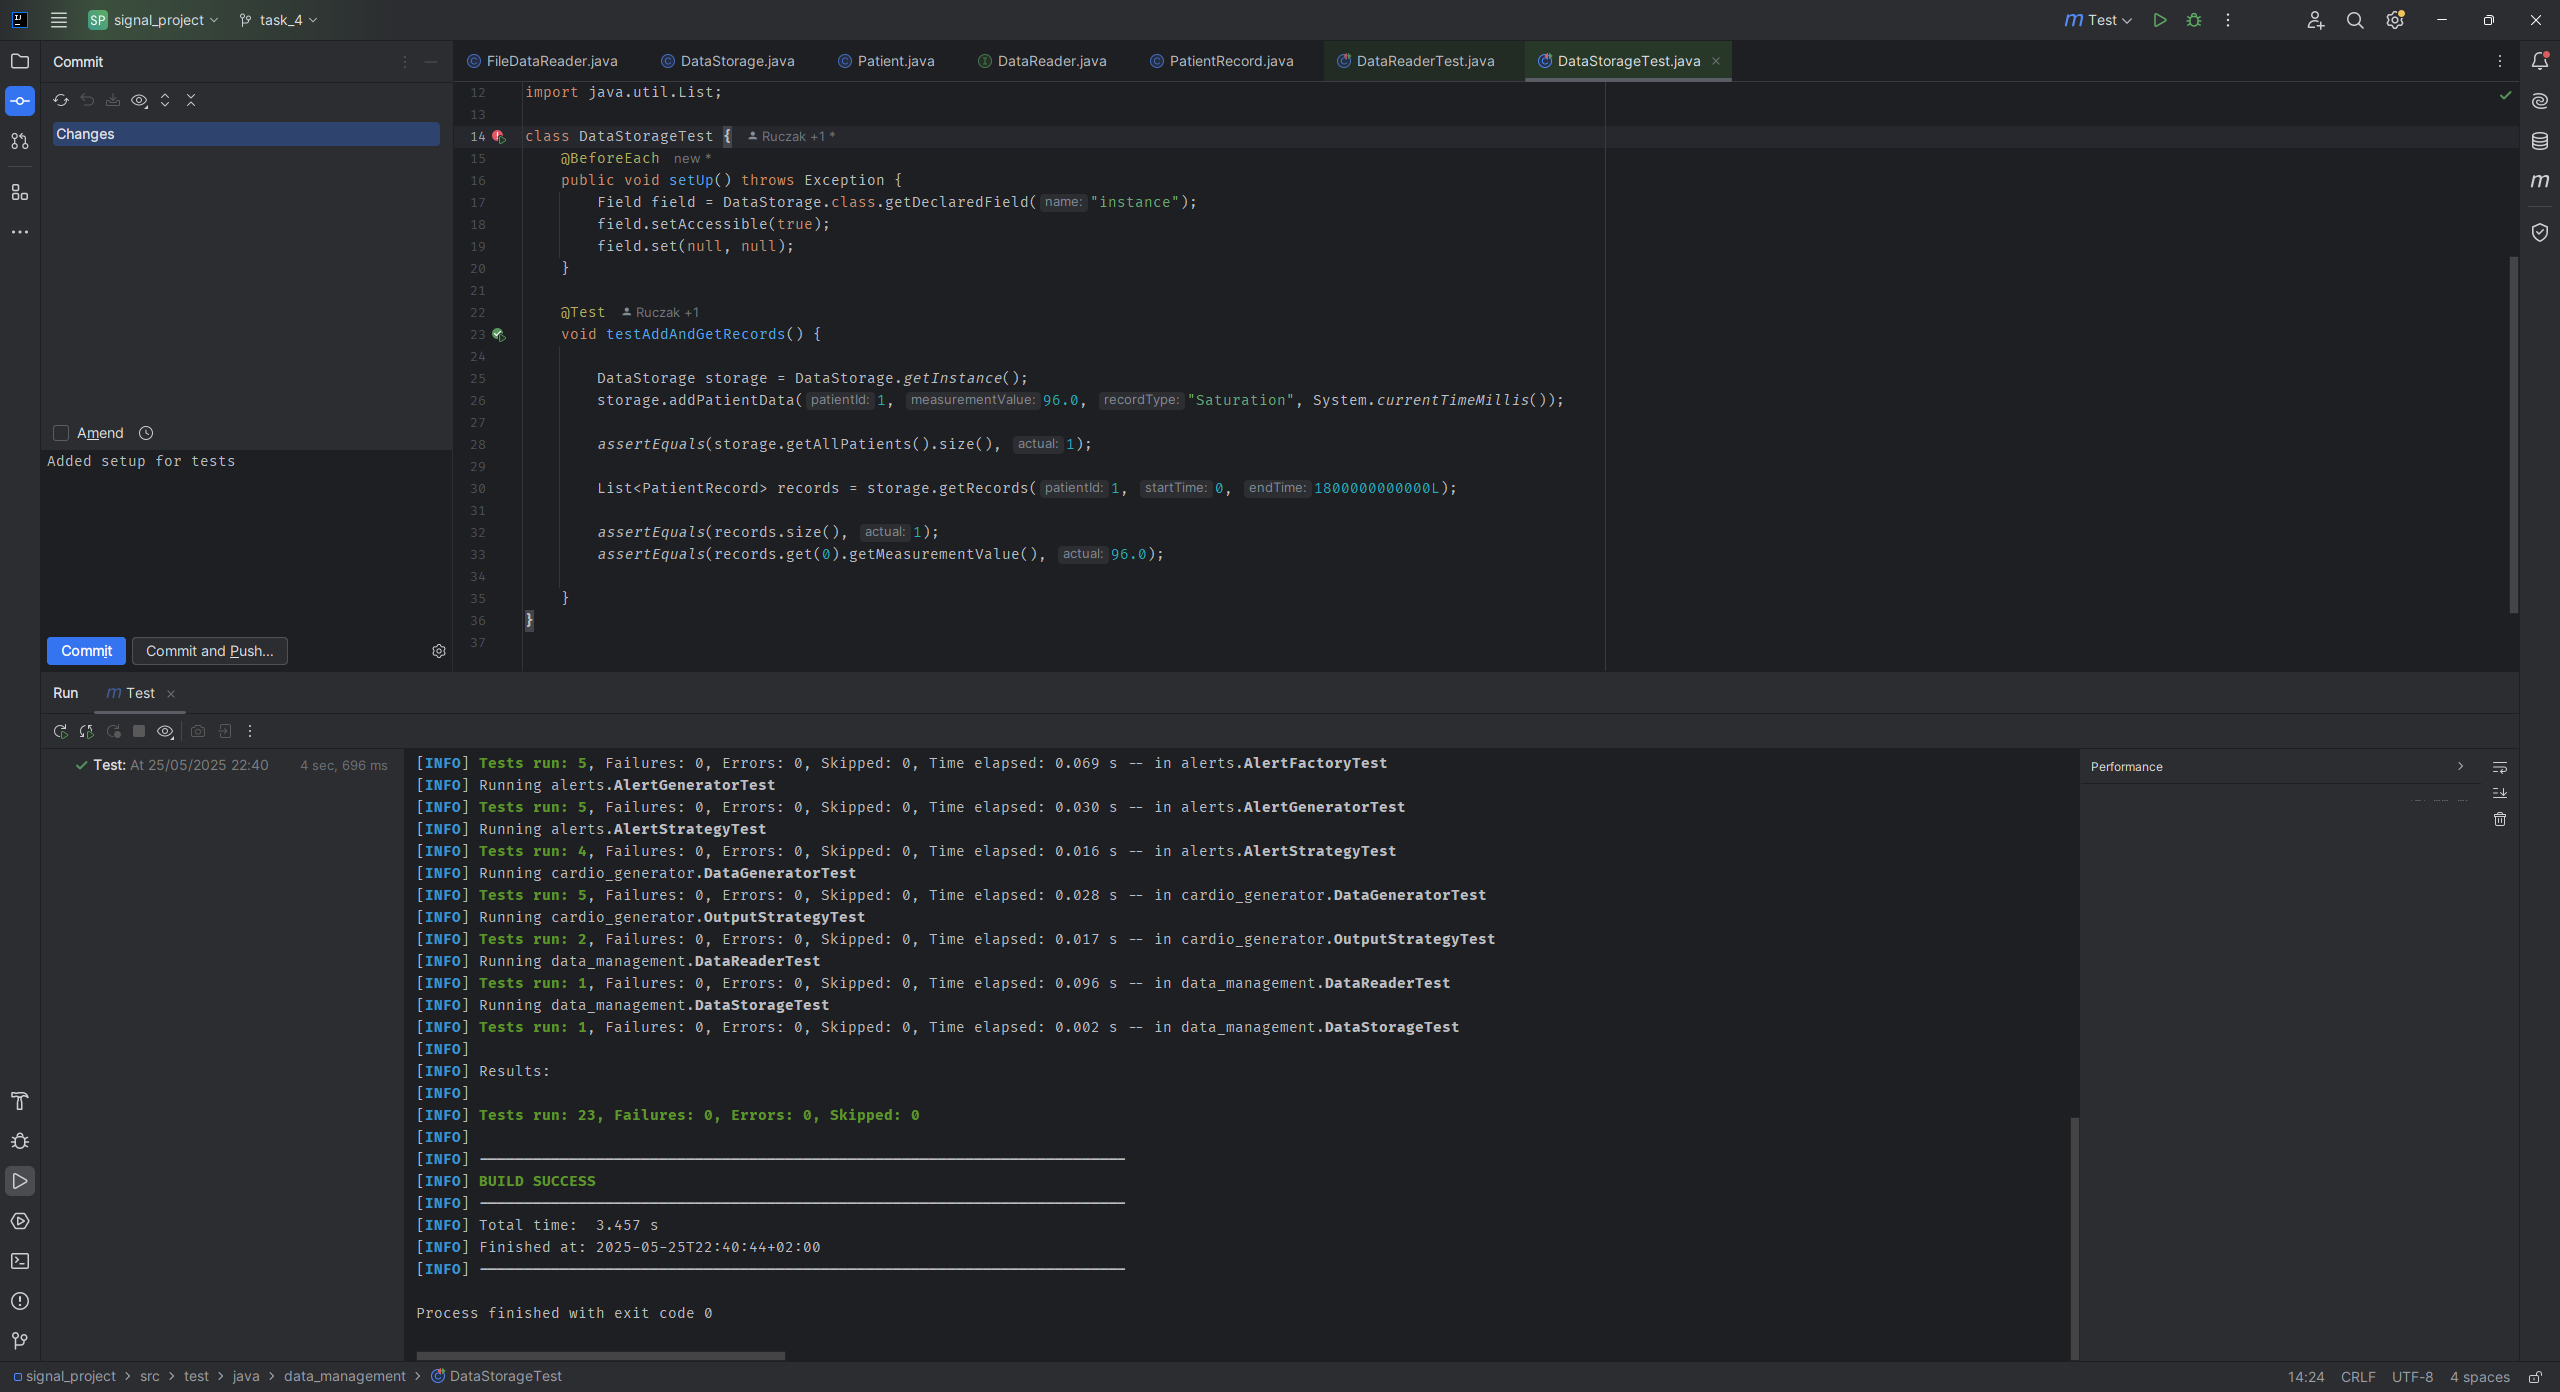 SP signal_project task_4
Test
Commit
Changes
Amend
Added setup for tests
Commit Commit and Push...
FileDataReader.java DataStorage.java Patient.java DataReader.java PatientRecord.java DataReaderTest.java DataStorageTest.java
12 import java.util.List;
13
14 class DataStorageTest { Ruczak +1 *
15 @BeforeEach new *
16 public void setUp() throws Exception {
17 Field field = DataStorage.class.getDeclaredField( name: "instance");
18 field.setAccessible(true);
19 field.set(null, null);
20 }
21
22 @Test Ruczak +1
23 void testAddAndGetRecords() {
24
25 DataStorage storage = DataStorage.getInstance();
26 storage.addPatientData( patientId: 1, measurementValue: 96.0, recordType: "Saturation", System.currentTimeMillis());
27
28 assertEquals(storage.getAllPatients().size(), actual: 1);
29
30 List<PatientRecord> records = storage.getRecords( patientId: 1, startTime: 0, endTime: 1800000000000L);
31
32 assertEquals(records.size(), actual: 1);
33 assertEquals(records.get(0).getMeasurementValue(), actual: 96.0);
34
35 }
36 }
37
Run Test
Test: At 25/05/2025 22:40 4 sec, 696 ms
[INFO] Tests run: 5, Failures: 0, Errors: 0, Skipped: 0, Time elapsed: 0.069 s -- in alerts.AlertFactoryTest
[INFO] Running alerts.AlertGeneratorTest
[INFO] Tests run: 5, Failures: 0, Errors: 0, Skipped: 0, Time elapsed: 0.030 s -- in alerts.AlertGeneratorTest
[INFO] Running alerts.AlertStrategyTest
[INFO] Tests run: 4, Failures: 0, Errors: 0, Skipped: 0, Time elapsed: 0.016 s -- in alerts.AlertStrategyTest
[INFO] Running cardio_generator.DataGeneratorTest
[INFO] Tests run: 5, Failures: 0, Errors: 0, Skipped: 0, Time elapsed: 0.028 s -- in cardio_generator.DataGeneratorTest
[INFO] Running cardio_generator.OutputStrategyTest
[INFO] Tests run: 2, Failures: 0, Errors: 0, Skipped: 0, Time elapsed: 0.017 s -- in cardio_generator.OutputStrategyTest
[INFO] Running data_management.DataReaderTest
[INFO] Tests run: 1, Failures: 0, Errors: 0, Skipped: 0, Time elapsed: 0.096 s -- in data_management.DataReaderTest
[INFO] Running data_management.DataStorageTest
[INFO] Tests run: 1, Failures: 0, Errors: 0, Skipped: 0, Time elapsed: 0.002 s -- in data_management.DataStorageTest
[INFO]
[INFO] Results:
[INFO]
[INFO] Tests run: 23, Failures: 0, Errors: 0, Skipped: 0
[INFO]
[INFO] ------------------------------------------------------------------------
[INFO] BUILD SUCCESS
[INFO] ------------------------------------------------------------------------
[INFO] Total time:  3.457 s
[INFO] Finished at: 2025-05-25T22:40:44+02:00
[INFO] ------------------------------------------------------------------------
Process finished with exit code 0
Performance
signal_project > src > test > java > data_management > DataStorageTest
14:24 CRLF UTF-8 4 spaces